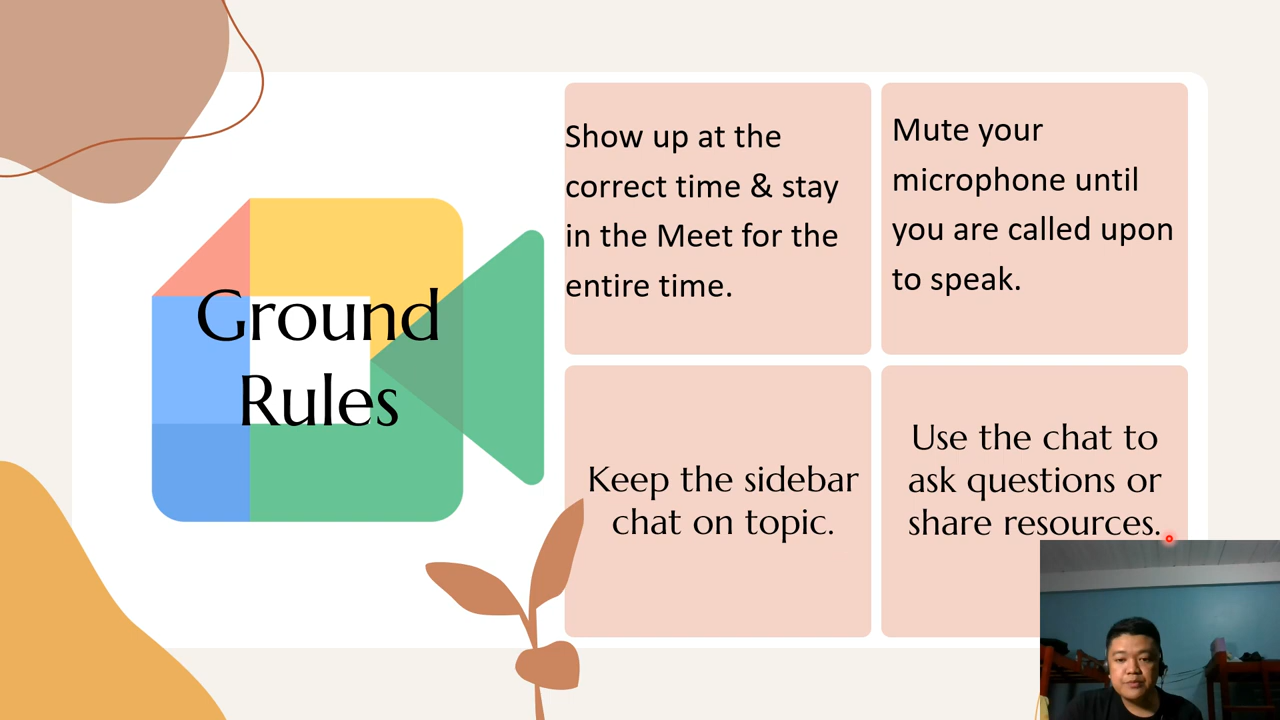 Ground
Rules
Show up at the
correct time & stay
in the Meet for the
entire time.
Mute your
microphone until
you are called upon
to speak.
Keep the sidebar
chat on topic.
Use the chat to
ask questions or
share resources.